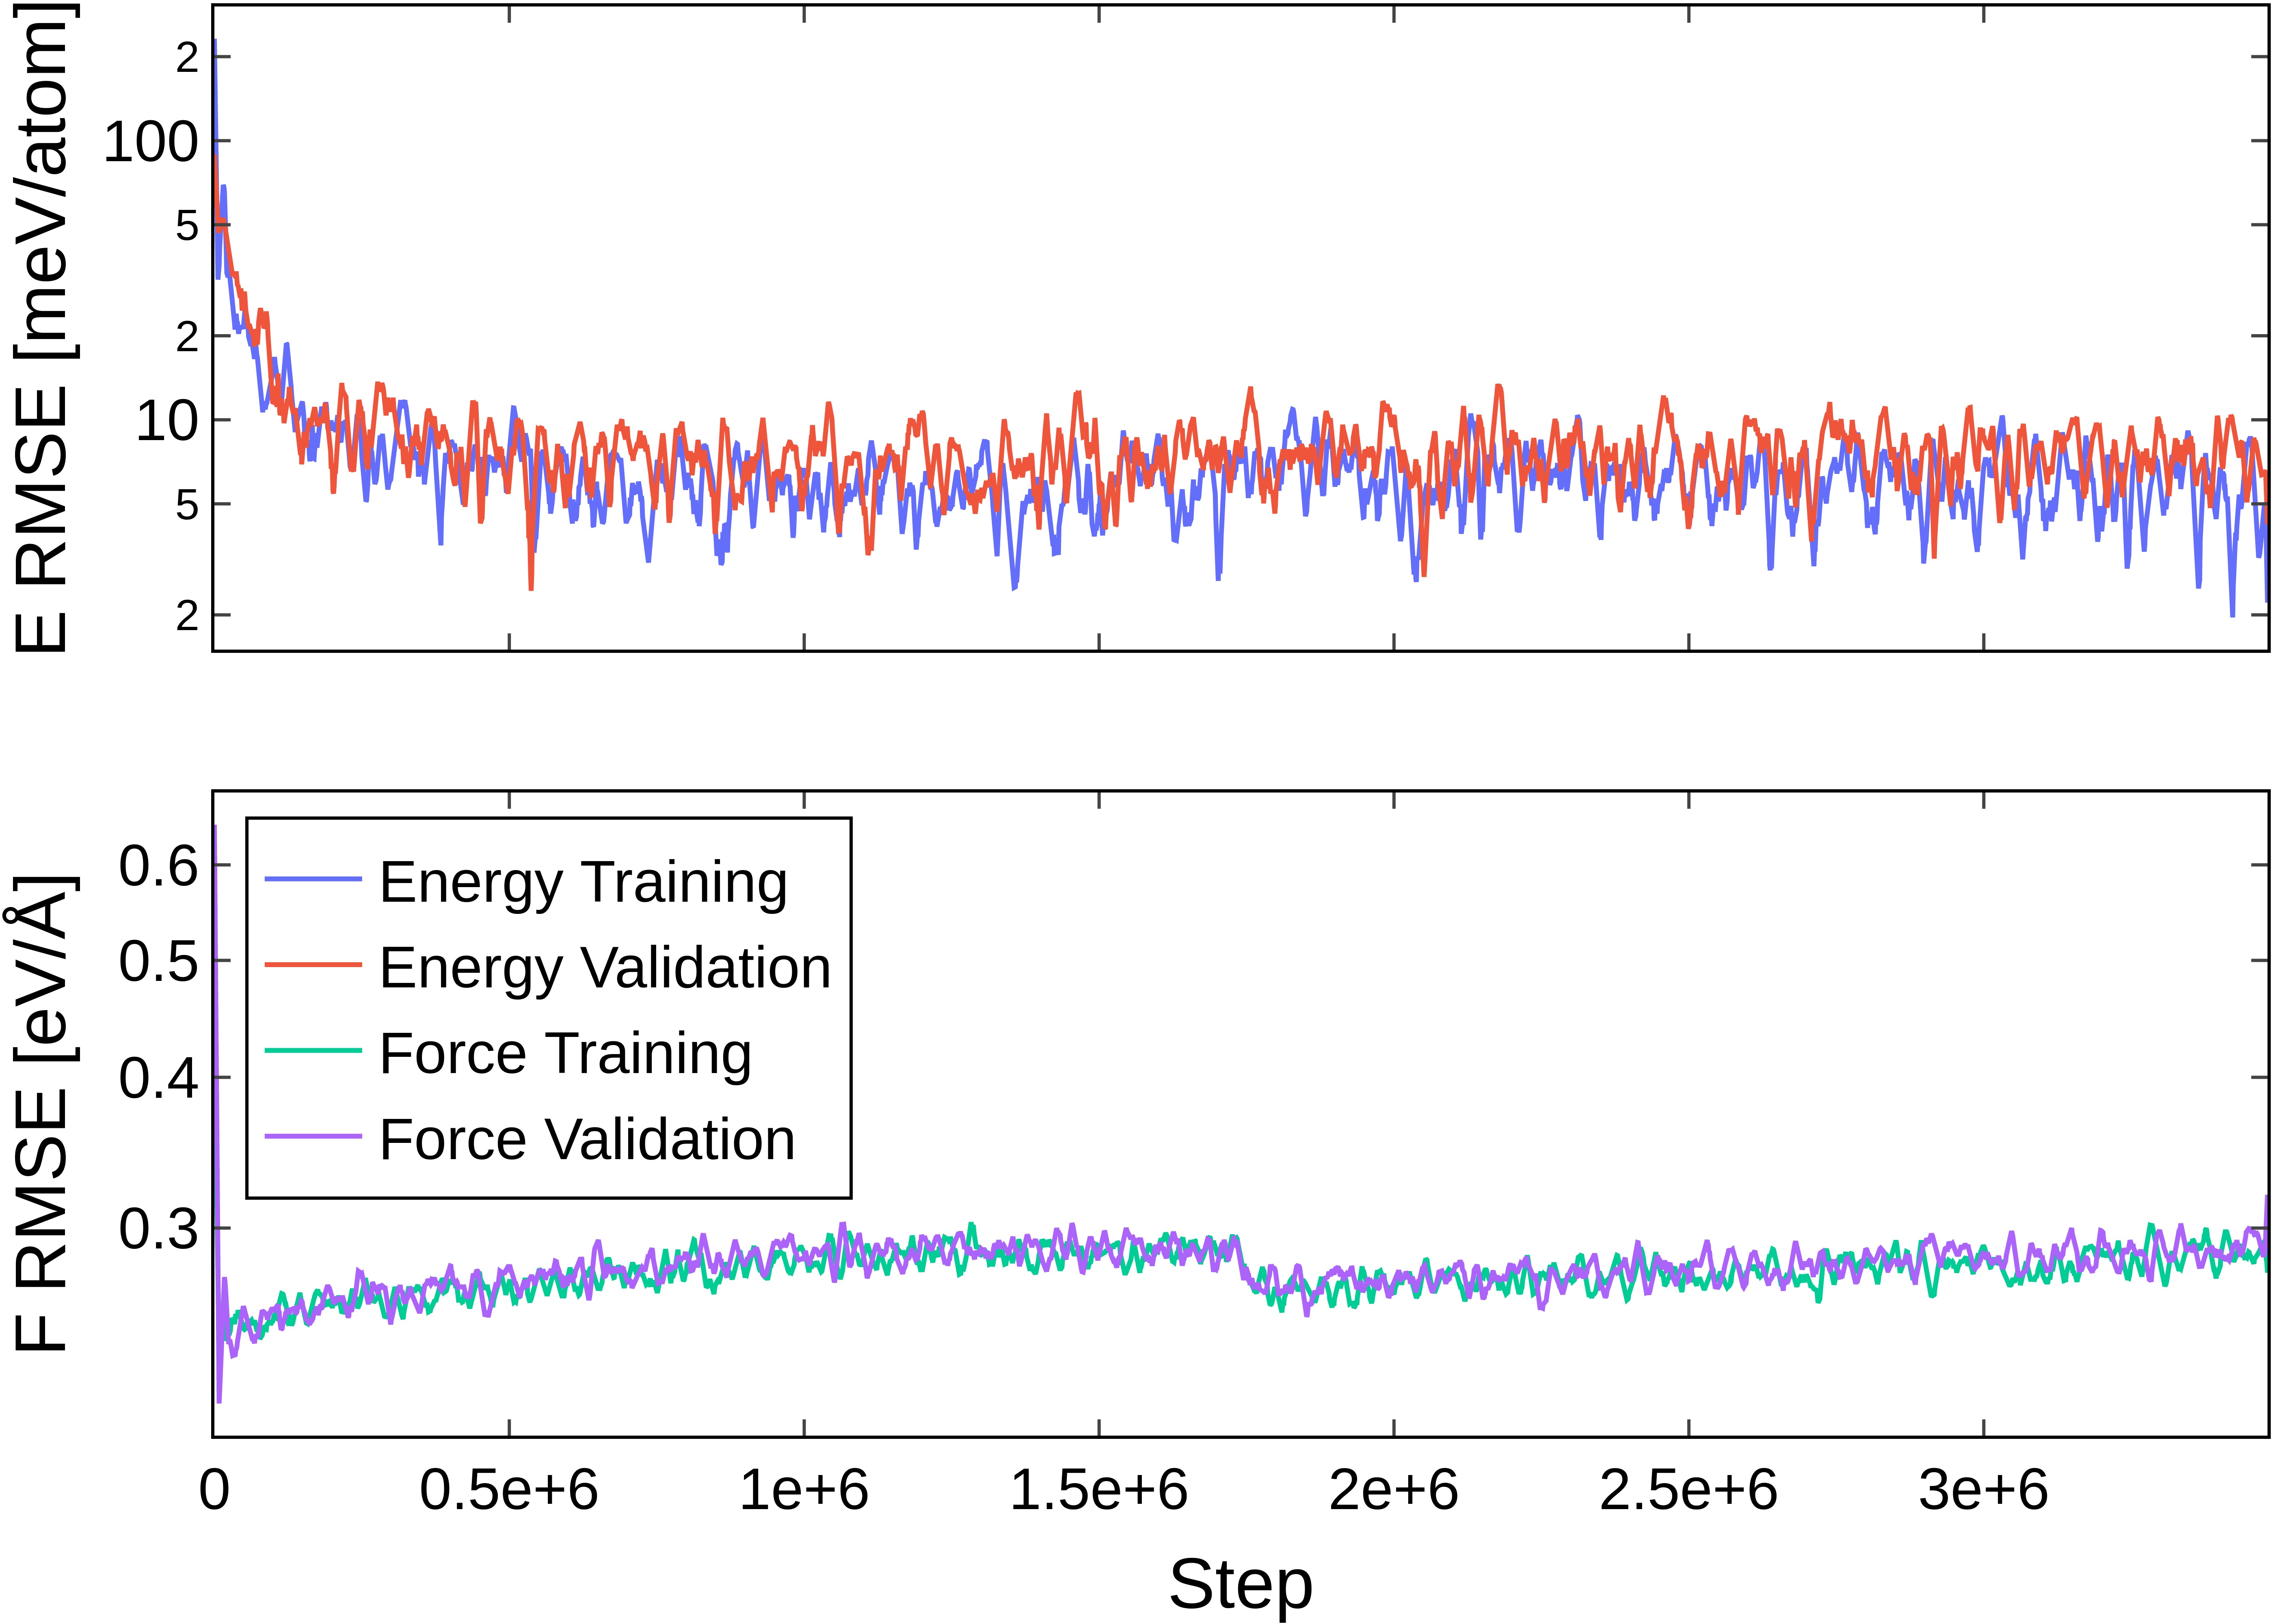 E RMSE [meV/atom]
2
100
5
2
10
5
2
F RMSE [eV/Å]
0.6
0.5
0.4
0.3
Energy Training
Energy Validation
Force Training
Force Validation
0 0.5e+6 1e+6 1.5e+6 2e+6 2.5e+6 3e+6
Step